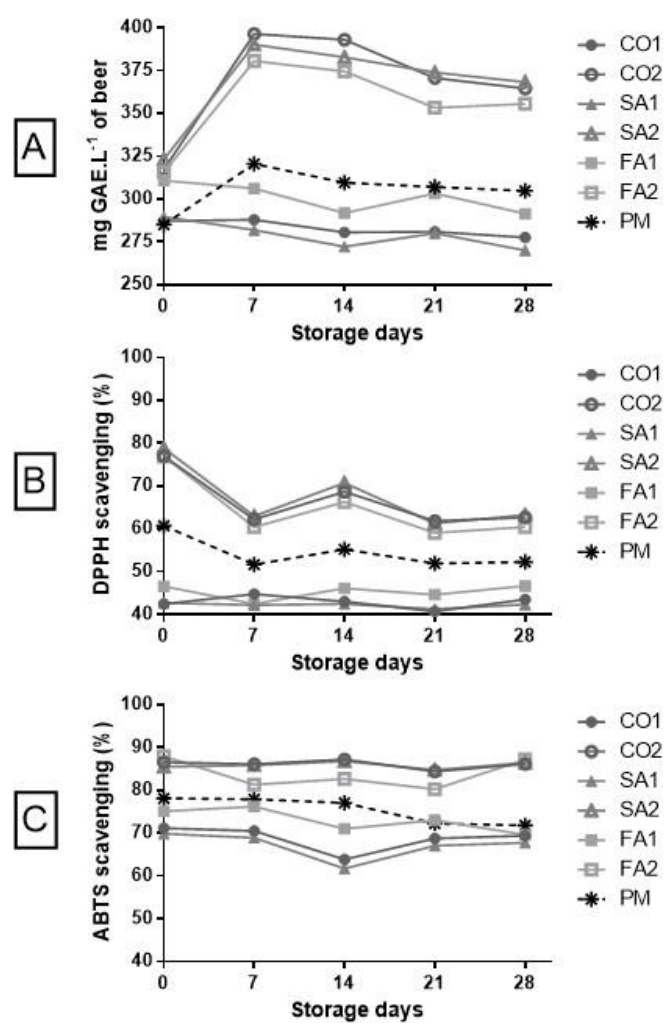 A
mg GAE.L⁻¹ of beer
400
375
350
325
300
275
250
0 7 14 21 28
Storage days
CO1
CO2
SA1
SA2
FA1
FA2
PM
B
DPPH scavenging (%)
100
90
80
70
60
50
40
0 7 14 21 28
Storage days
CO1
CO2
SA1
SA2
FA1
FA2
PM
C
ABTS scavenging (%)
100
90
80
70
60
50
40
0 7 14 21 28
Storage days
CO1
CO2
SA1
SA2
FA1
FA2
PM